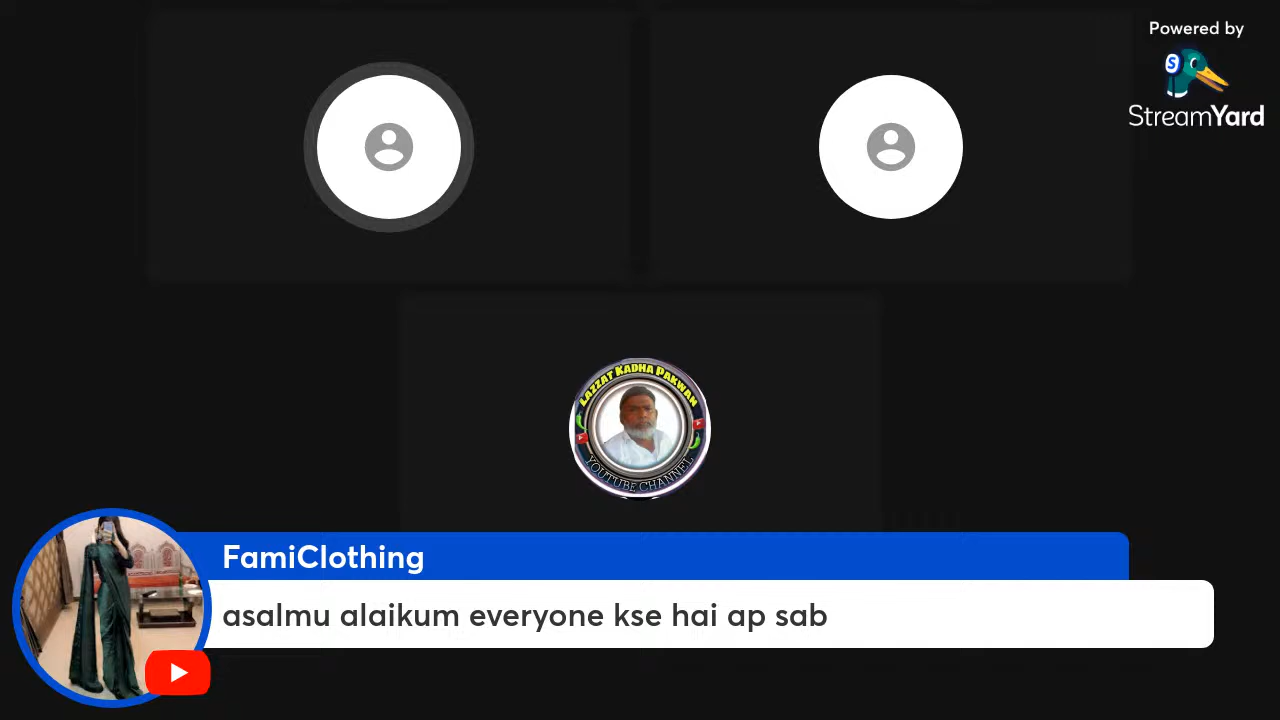 Powered by
S
StreamYard
LAZZAT KADHA PAKWAN
YOUTUBE CHANNEL
FamiClothing
asalmu alaikum everyone kse hai ap sab